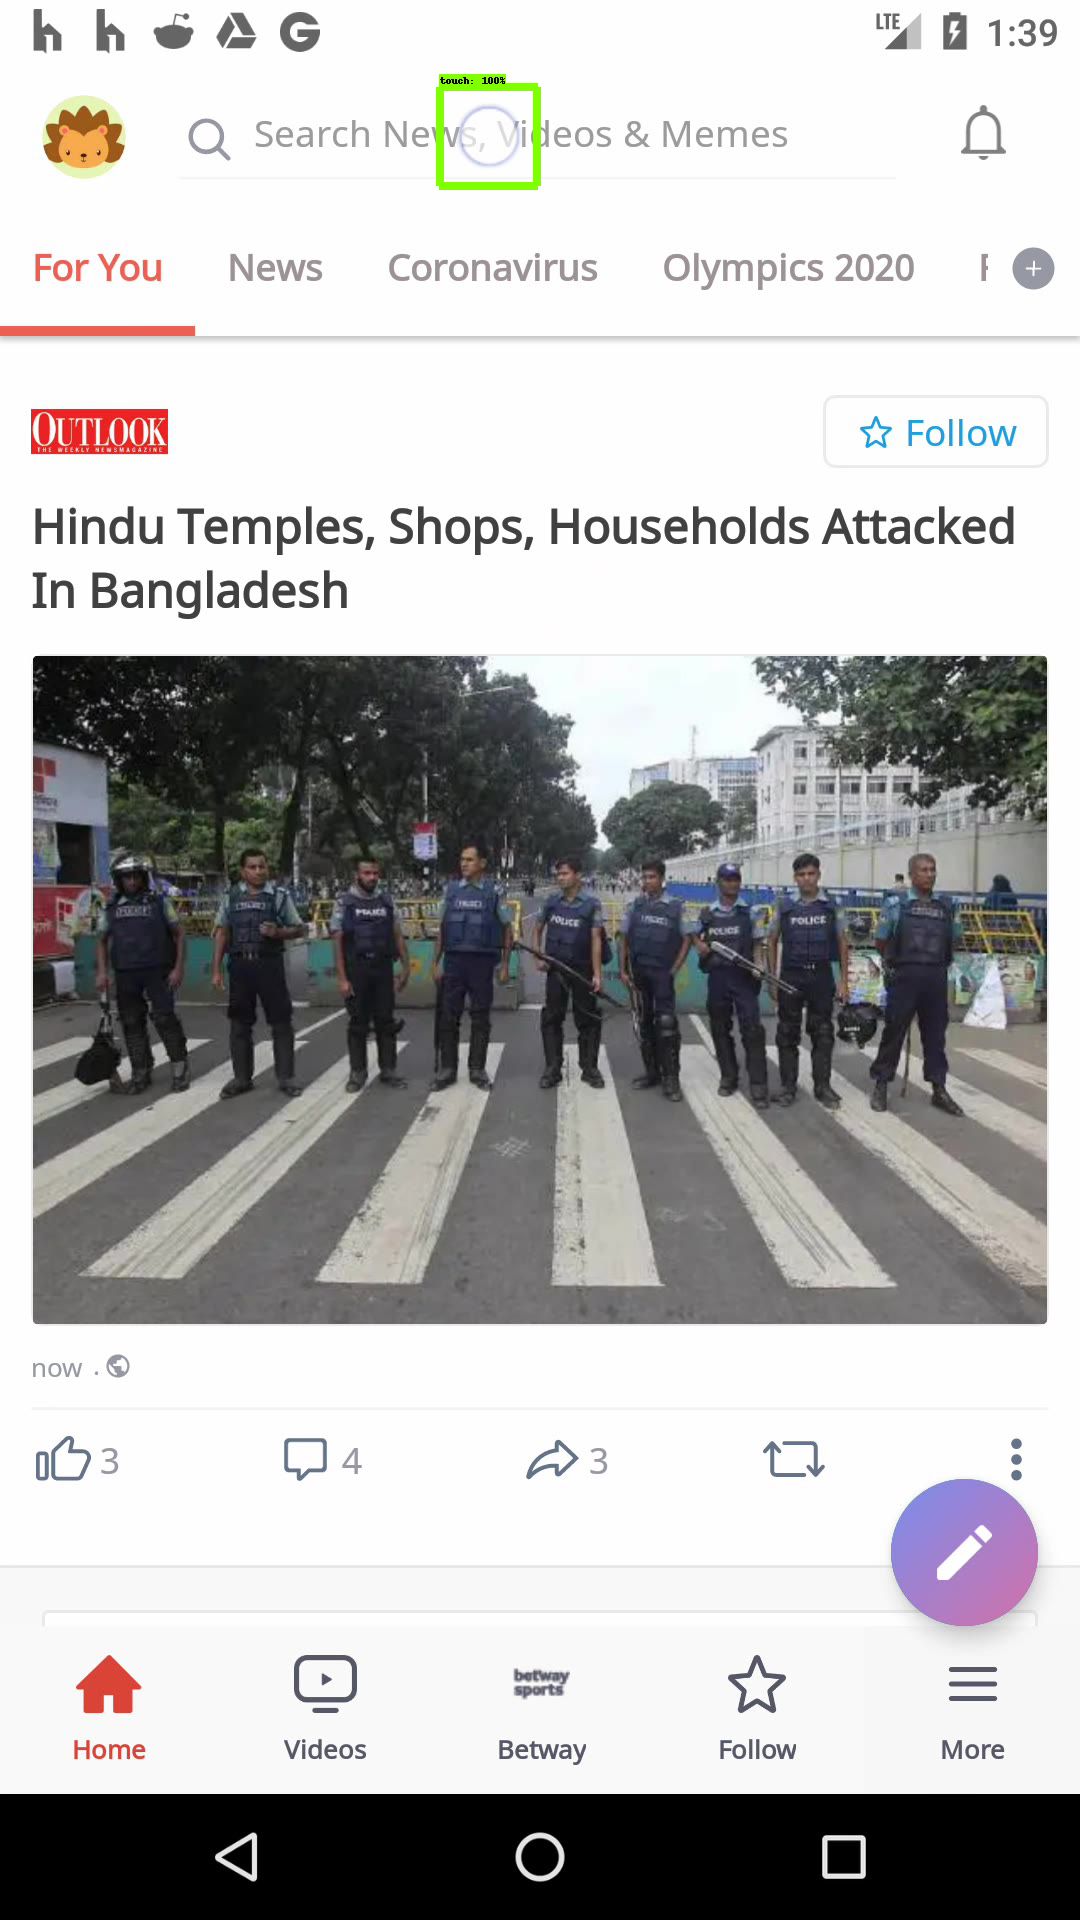 LTE 1:39
touch: 100%
Search News, Videos & Memes
For You News Coronavirus Olympics 2020
OUTLOOK
THE WEEKLY NEWSMAGAZINE
Follow
Hindu Temples, Shops, Households Attacked
In Bangladesh
POLICE
POLICE
POLICE
POLICE
now .
3 4 3
betway
sports
Home Videos Betway Follow More